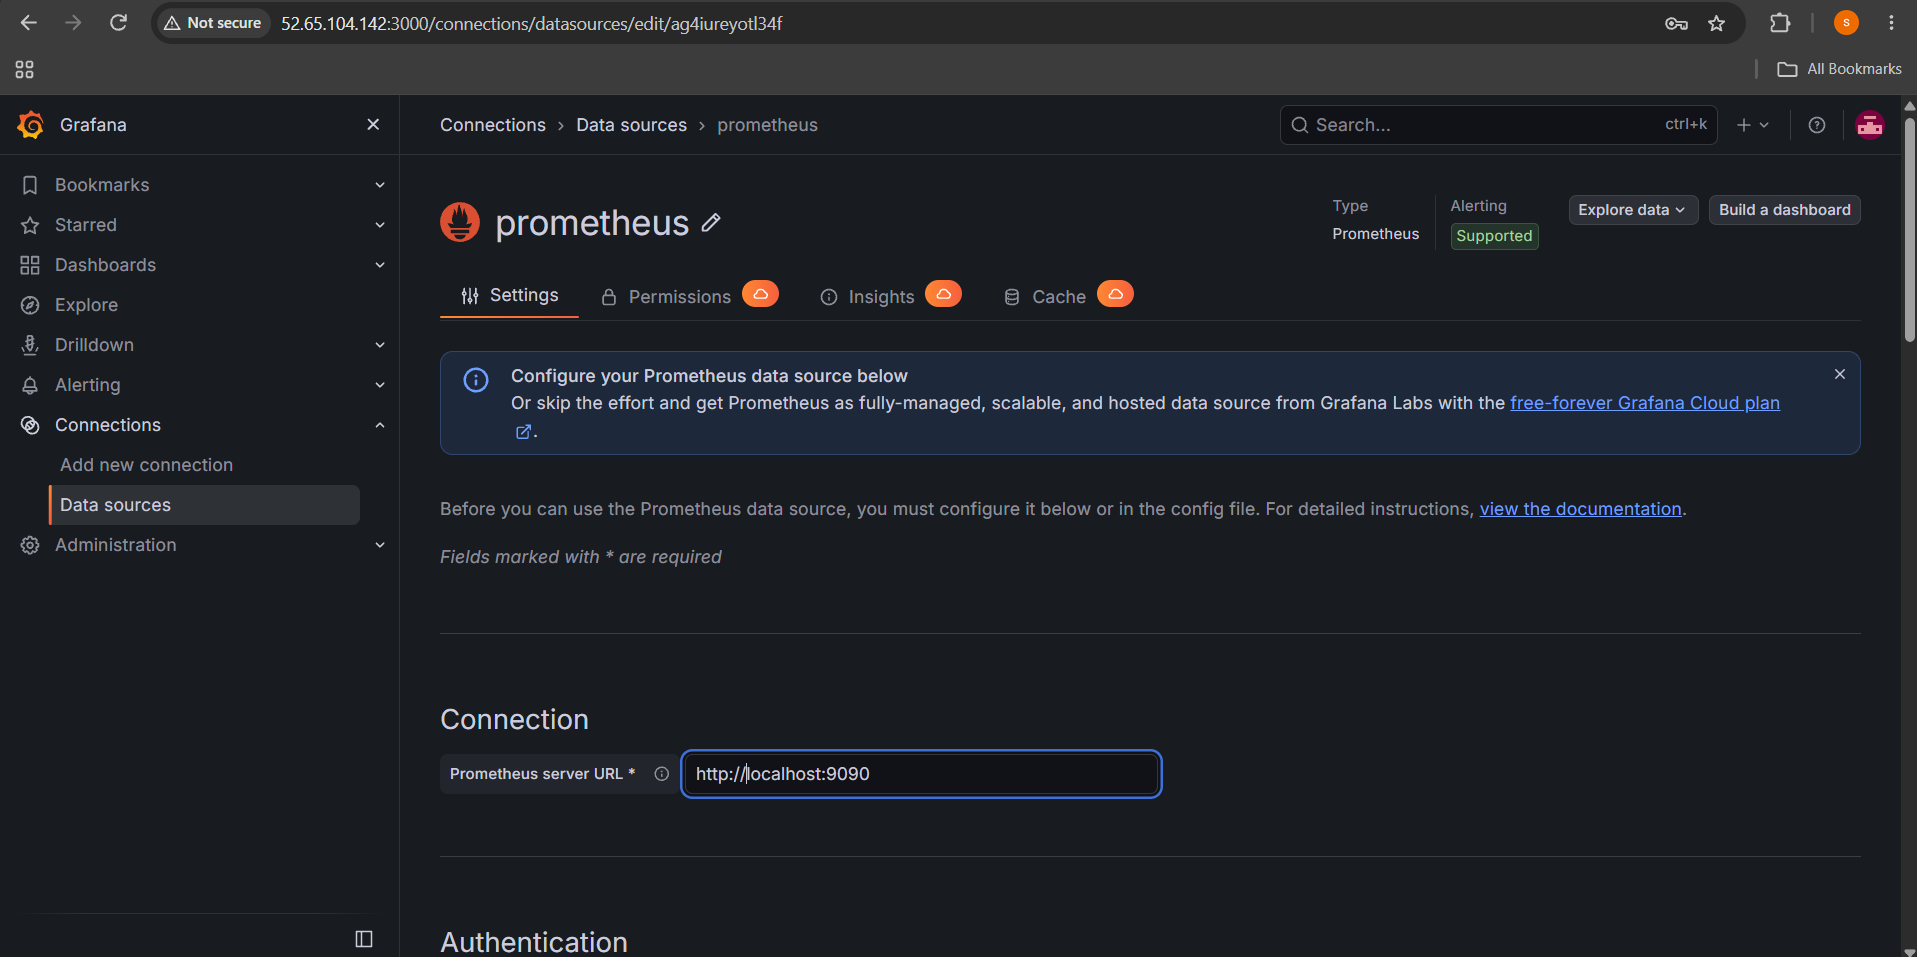 Not secure 52.65.104.142:3000/connections/datasources/edit/ag4iureyotl34f
S
All Bookmarks
Grafana
Connections › Data sources › prometheus
Search... ctrl+k
Bookmarks
Starred
Dashboards
Explore
Drilldown
Alerting
Connections
Add new connection
Data sources
Administration
prometheus
Type
Prometheus
Alerting
Supported
Explore data
Build a dashboard
Settings
Permissions
Insights
Cache
Configure your Prometheus data source below
Or skip the effort and get Prometheus as fully-managed, scalable, and hosted data source from Grafana Labs with the free-forever Grafana Cloud plan
.
Before you can use the Prometheus data source, you must configure it below or in the config file. For detailed instructions, view the documentation.
Fields marked with * are required
Connection
Prometheus server URL * http://localhost:9090
Authentication